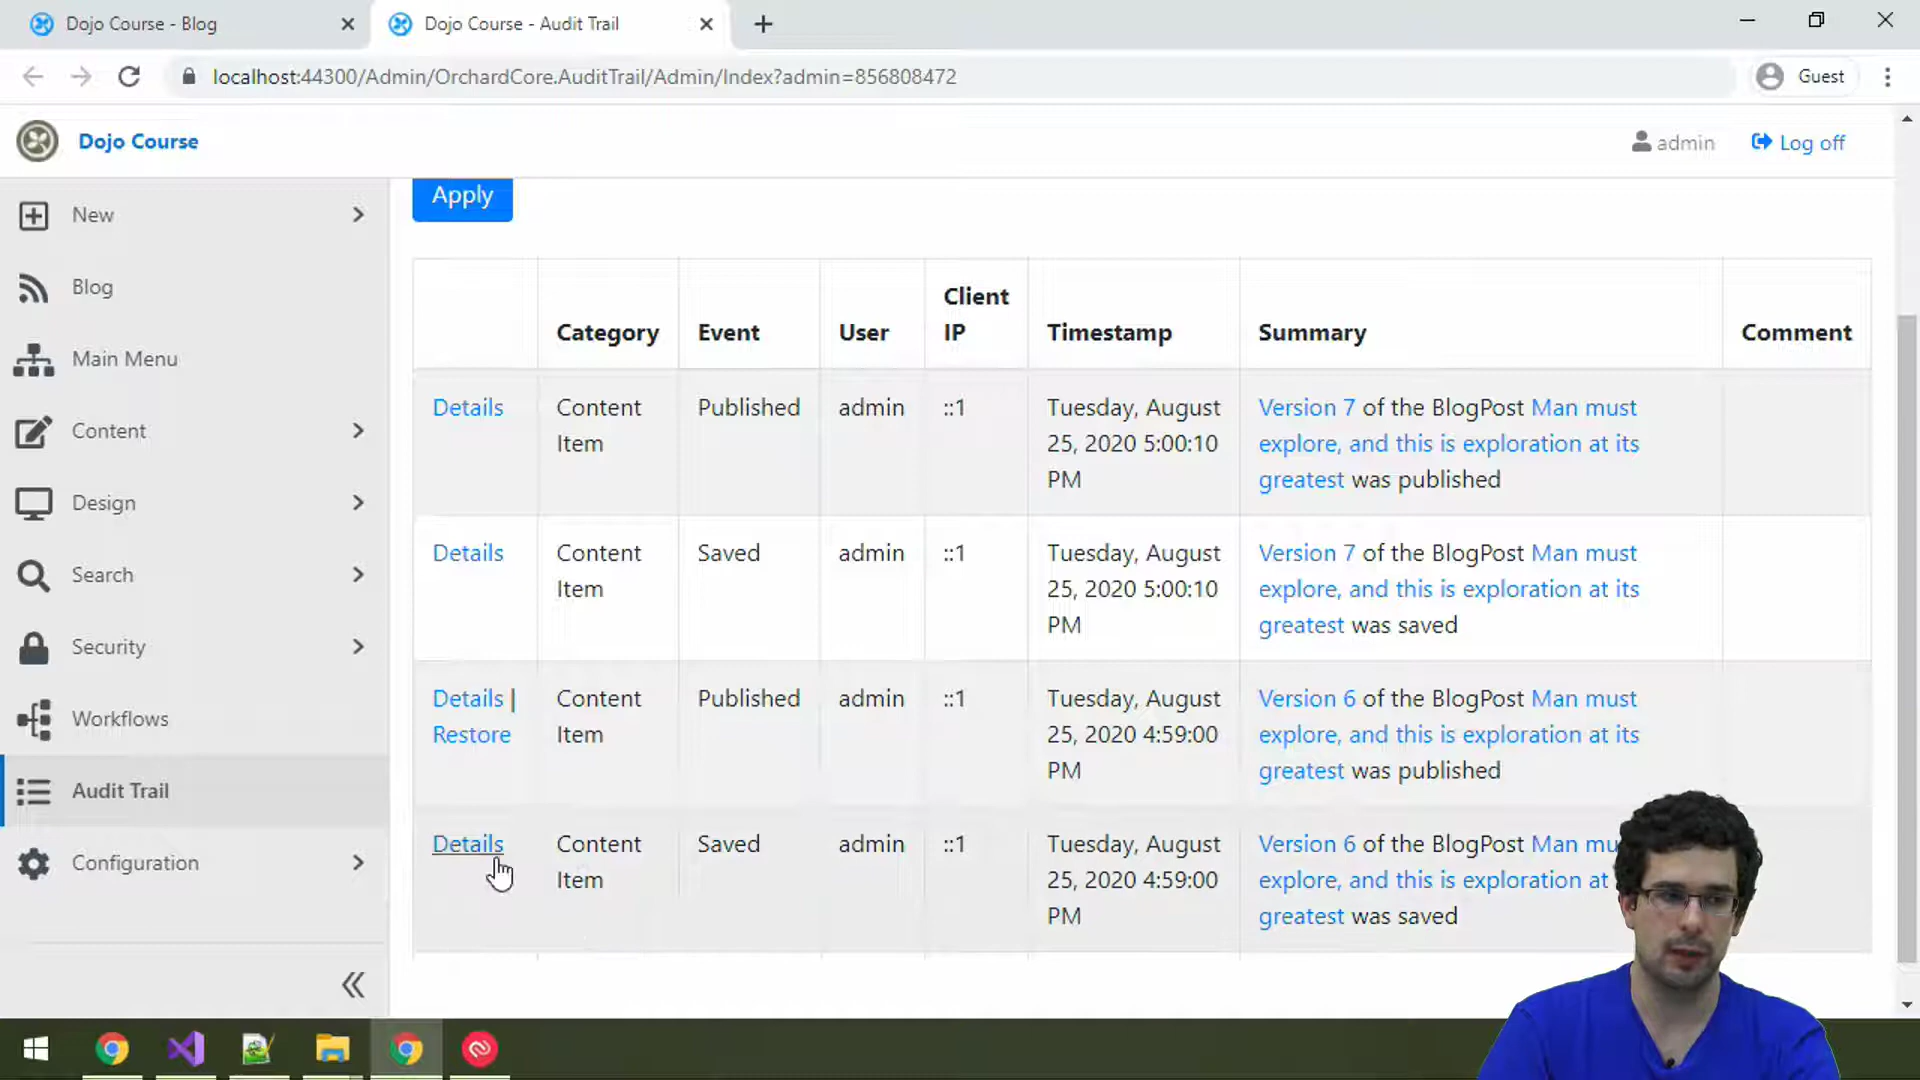 Dojo Course - Blog
Dojo Course - Audit Trail
localhost:44300/Admin/OrchardCore.AuditTrail/Admin/Index?admin=856808472
Guest
Dojo Course
admin
Log off
New
Blog
Main Menu
Content
Design
Search
Security
Workflows
Audit Trail
Configuration
Apply
Category
Event
User
Client
IP
Timestamp
Summary
Comment
Details
Content
Item
Published
admin
::1
Tuesday, August
25, 2020 5:00:10
PM
Version 7 of the BlogPost Man must
explore, and this is exploration at its
greatest was published
Details
Content
Item
Saved
admin
::1
Tuesday, August
25, 2020 5:00:10
PM
Version 7 of the BlogPost Man must
explore, and this is exploration at its
greatest was saved
Details |
Restore
Content
Item
Published
admin
::1
Tuesday, August
25, 2020 4:59:00
PM
Version 6 of the BlogPost Man must
explore, and this is exploration at its
greatest was published
Details
Content
Item
Saved
admin
::1
Tuesday, August
25, 2020 4:59:00
PM
Version 6 of the BlogPost Man mu
explore, and this is exploration at
greatest was saved